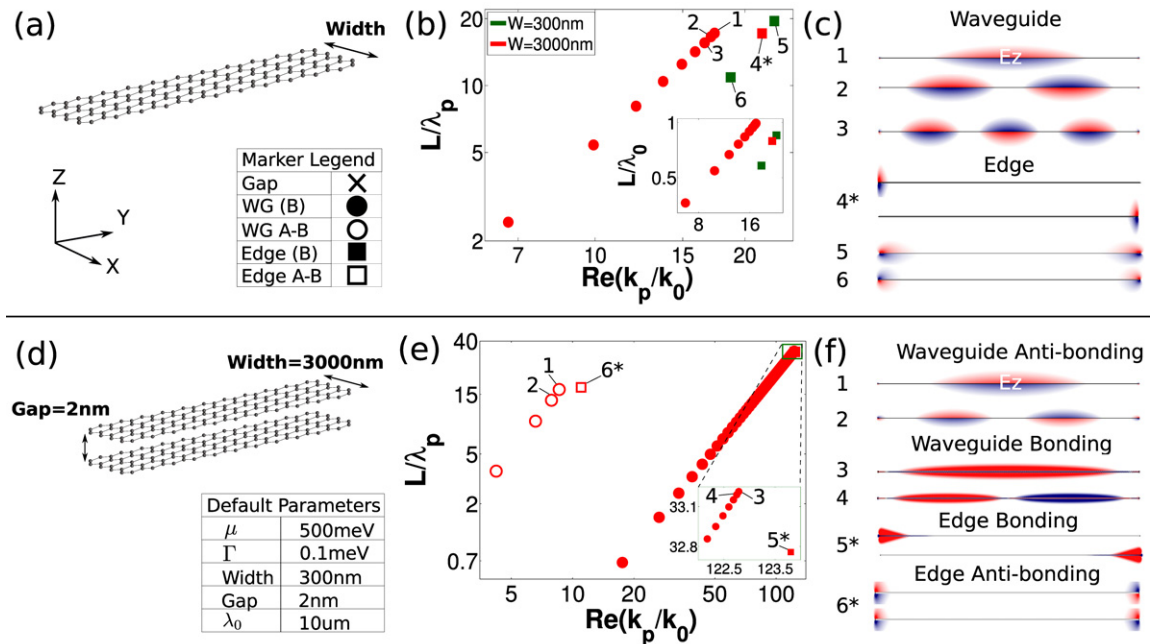 (a)
Width
Z
Y
X
Marker Legend
Gap
WG (B)
WG A-B
Edge (B)
Edge A-B
(b)
W=300nm
W=3000nm
L/λp
20
10
5
2
7
10
15
20
Re(kp/k0)
1
2
3
4*
5
6
L/λ0
1
0.5
8
16
(c)
Waveguide
1
Ez
2
3
Edge
4*
5
6
(d)
Width=3000nm
Gap=2nm
Default Parameters
μ 500meV
Γ 0.1meV
Width 300nm
Gap 2nm
λ0 10um
(e)
L/λp
40
15
5
2
0.7
5
10
20
50
100
Re(kp/k0)
1
2
6*
4
3
33.1
5*
32.8
122.5
123.5
(f)
Waveguide Anti-bonding
1
Ez
2
Waveguide Bonding
3
4
Edge Bonding
5*
Edge Anti-bonding
6*